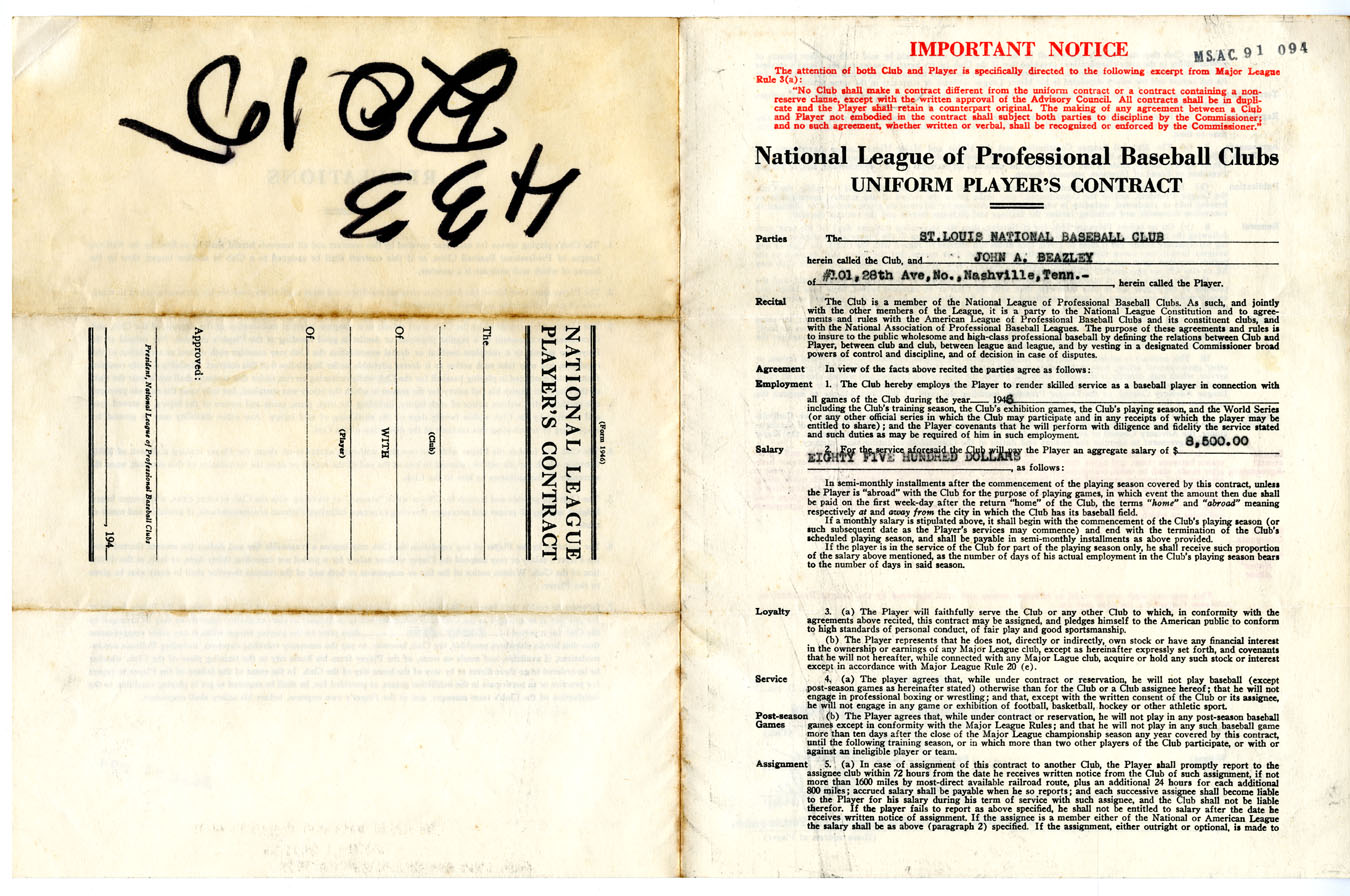 (Form 1946)
NATIONAL LEAGUE
PLAYER'S CONTRACT
The
(Club)
Of
WITH
(Player)
Of
Approved:
President, National League of Professional Baseball Clubs
, 194
MS.AC. 91 094
IMPORTANT NOTICE
The attention of both Club and Player is specifically directed to the following excerpt from Major League
Rule 3(a):
"No Club shall make a contract different from the uniform contract or a contract containing a non-
reserve clause, except with the written approval of the Advisory Council. All contracts shall be in dupli-
cate and the Player shall retain a counterpart original. The making of any agreement between a Club
and Player not embodied in the contract shall subject both parties to discipline by the Commissioner;
and no such agreement, whether written or verbal, shall be recognized or enforced by the Commissioner."
National League of Professional Baseball Clubs
UNIFORM PLAYER'S CONTRACT
Parties The ST.LOUIS NATIONAL BASEBALL CLUB
herein called the Club, and JOHN A. BEAZLEY
of #101,28th Ave,No.,Nashville,Tenn.- , herein called the Player.
Recital The Club is a member of the National League of Professional Baseball Clubs. As such, and jointly
with the other members of the League, it is a party to the National League Constitution and to agree-
ments and rules with the American League of Professional Baseball Clubs and its constituent clubs, and
with the National Association of Professional Baseball Leagues. The purpose of these agreements and rules is
to insure to the public wholesome and high-class professional baseball by defining the relations between Club and
Player, between club and club, between league and league, and by vesting in a designated Commissioner broad
powers of control and discipline, and of decision in case of disputes.
Agreement In view of the facts above recited the parties agree as follows:
Employment 1. The Club hereby employs the Player to render skilled service as a baseball player in connection with
all games of the Club during the year 1946
including the Club's training season, the Club's exhibition games, the Club's playing season, and the World Series
(or any other official series in which the Club may participate and in any receipts of which the player may be
entitled to share); and the Player covenants that he will perform with diligence and fidelity the service stated
and such duties as may be required of him in such employment.
Salary 2. For the service aforesaid the Club will pay the Player an aggregate salary of $ 8,500.00
EIGHTY FIVE HUNDRED DOLLARS , as follows:
In semi-monthly installments after the commencement of the playing season covered by this contract, unless
the Player is "abroad" with the Club for the purpose of playing games, in which event the amount then due shall
be paid on the first week-day after the return "home" of the Club, the terms "home" and "abroad" meaning
respectively at and away from the city in which the Club has its baseball field.
If a monthly salary is stipulated above, it shall begin with the commencement of the Club's playing season (or
such subsequent date as the Player's services may commence) and end with the termination of the Club's
scheduled playing season, and shall be payable in semi-monthly installments as above provided.
If the player is in the service of the Club for part of the playing season only, he shall receive such proportion
of the salary above mentioned, as the number of days of his actual employment in the Club's playing season bears
to the number of days in said season.
Loyalty 3. (a) The Player will faithfully serve the Club or any other Club to which, in conformity with the
agreements above recited, this contract may be assigned, and pledges himself to the American public to conform
to high standards of personal conduct, of fair play and good sportsmanship.
(b) The Player represents that he does not, directly or indirectly, own stock or have any financial interest
in the ownership or earnings of any Major League club, except as hereinafter expressly set forth, and covenants
that he will not hereafter, while connected with any Major Lague club, acquire or hold any such stock or interest
except in accordance with Major League Rule 20 (e).
Service 4. (a) The player agrees that, while under contract or reservation, he will not play baseball (except
post-season games as hereinafter stated) otherwise than for the Club or a Club assignee hereof; that he will not
engage in professional boxing or wrestling; and that, except with the written consent of the Club or its assignee,
he will not engage in any game or exhibition of football, basketball, hockey or other athletic sport.
Post-season (b) The Player agrees that, while under contract or reservation, he will not play in any post-season baseball
Games games except in conformity with the Major League Rules; and that he will not play in any such baseball game
more than ten days after the close of the Major League championship season any year covered by this contract,
until the following training season, or in which more than two other players of the Club participate, or with or
against an ineligible player or team.
Assignment 5. (a) In case of assignment of this contract to another Club, the Player shall promptly report to the
assignee club within 72 hours from the date he receives written notice from the Club of such assignment, if not
more than 1600 miles by most-direct available railroad route, plus an additional 24 hours for each additional
800 miles; accrued salary shall be payable when he so reports; and each successive assignee shall become liable
to the Player for his salary during his term of service with such assignee, and the Club shall not be liable
therefor. If the player fails to report as above specified, he shall not be entitled to salary after the date he
receives written notice of assignment. If the assignee is a member either of the National or American League
the salary shall be as above (paragraph 2) specified. If the assignment, either outright or optional, is made to